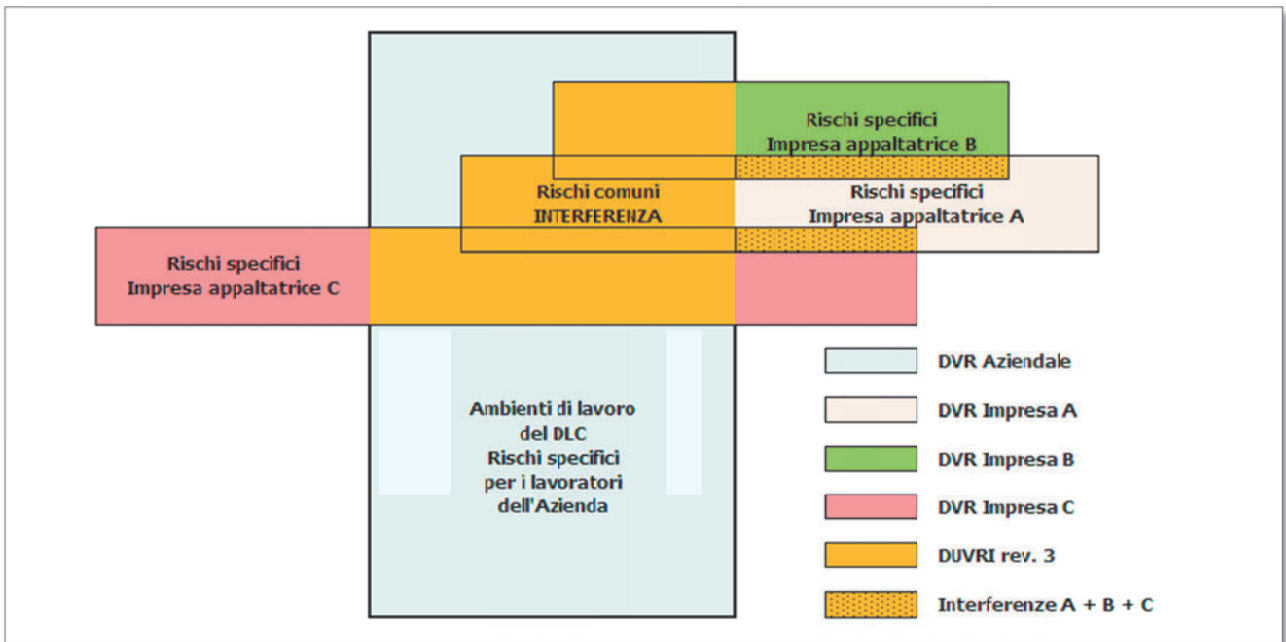 Rischi specifici
Impresa appaltatrice B
Rischi comuni
INTERFERENZA
Rischi specifici
Impresa appaltatrice A
Rischi specifici
Impresa appaltatrice C
Ambienti di lavoro
del DLC
Rischi specifici
per i lavoratori
dell'Azienda
DVR Aziendale
DVR Impresa A
DVR Impresa B
DVR Impresa C
DUVRI rev. 3
Interferenze A + B + C